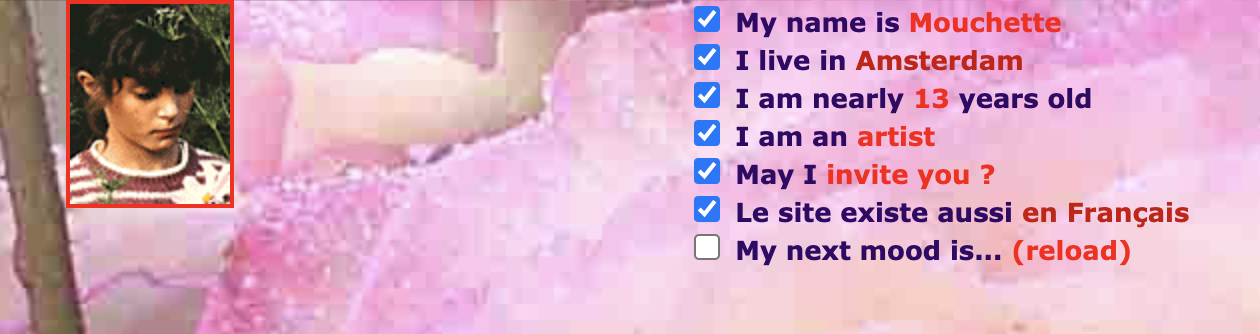 My name is Mouchette
I live in Amsterdam
I am nearly 13 years old
I am an artist
May I invite you ?
Le site existe aussi en Français
My next mood is... (reload)